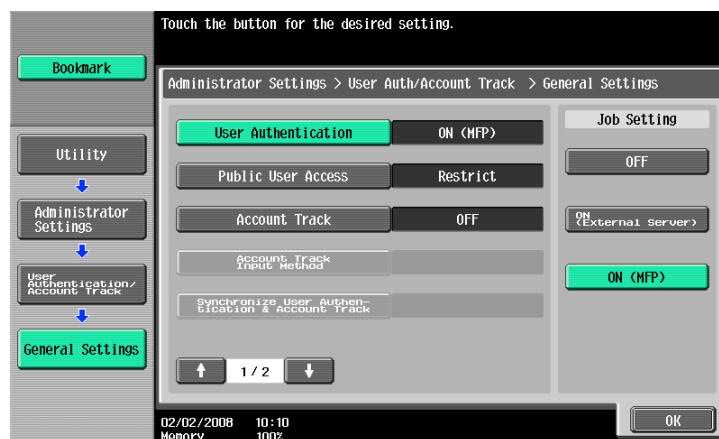 Touch the button for the desired setting.
Bookmark
Administrator Settings > User Auth/Account Track > General Settings
User Authentication
ON (MFP)
Public User Access
Restrict
Account Track
OFF
Account Track
Input Method
Synchronize User Authen-
tication & Account Track
1/2
Job Setting
OFF
ON
(External Server)
ON (MFP)
Utility
Administrator
Settings
User
Authentication/
Account Track
General Settings
02/02/2008 10:10
Memory 100%
OK